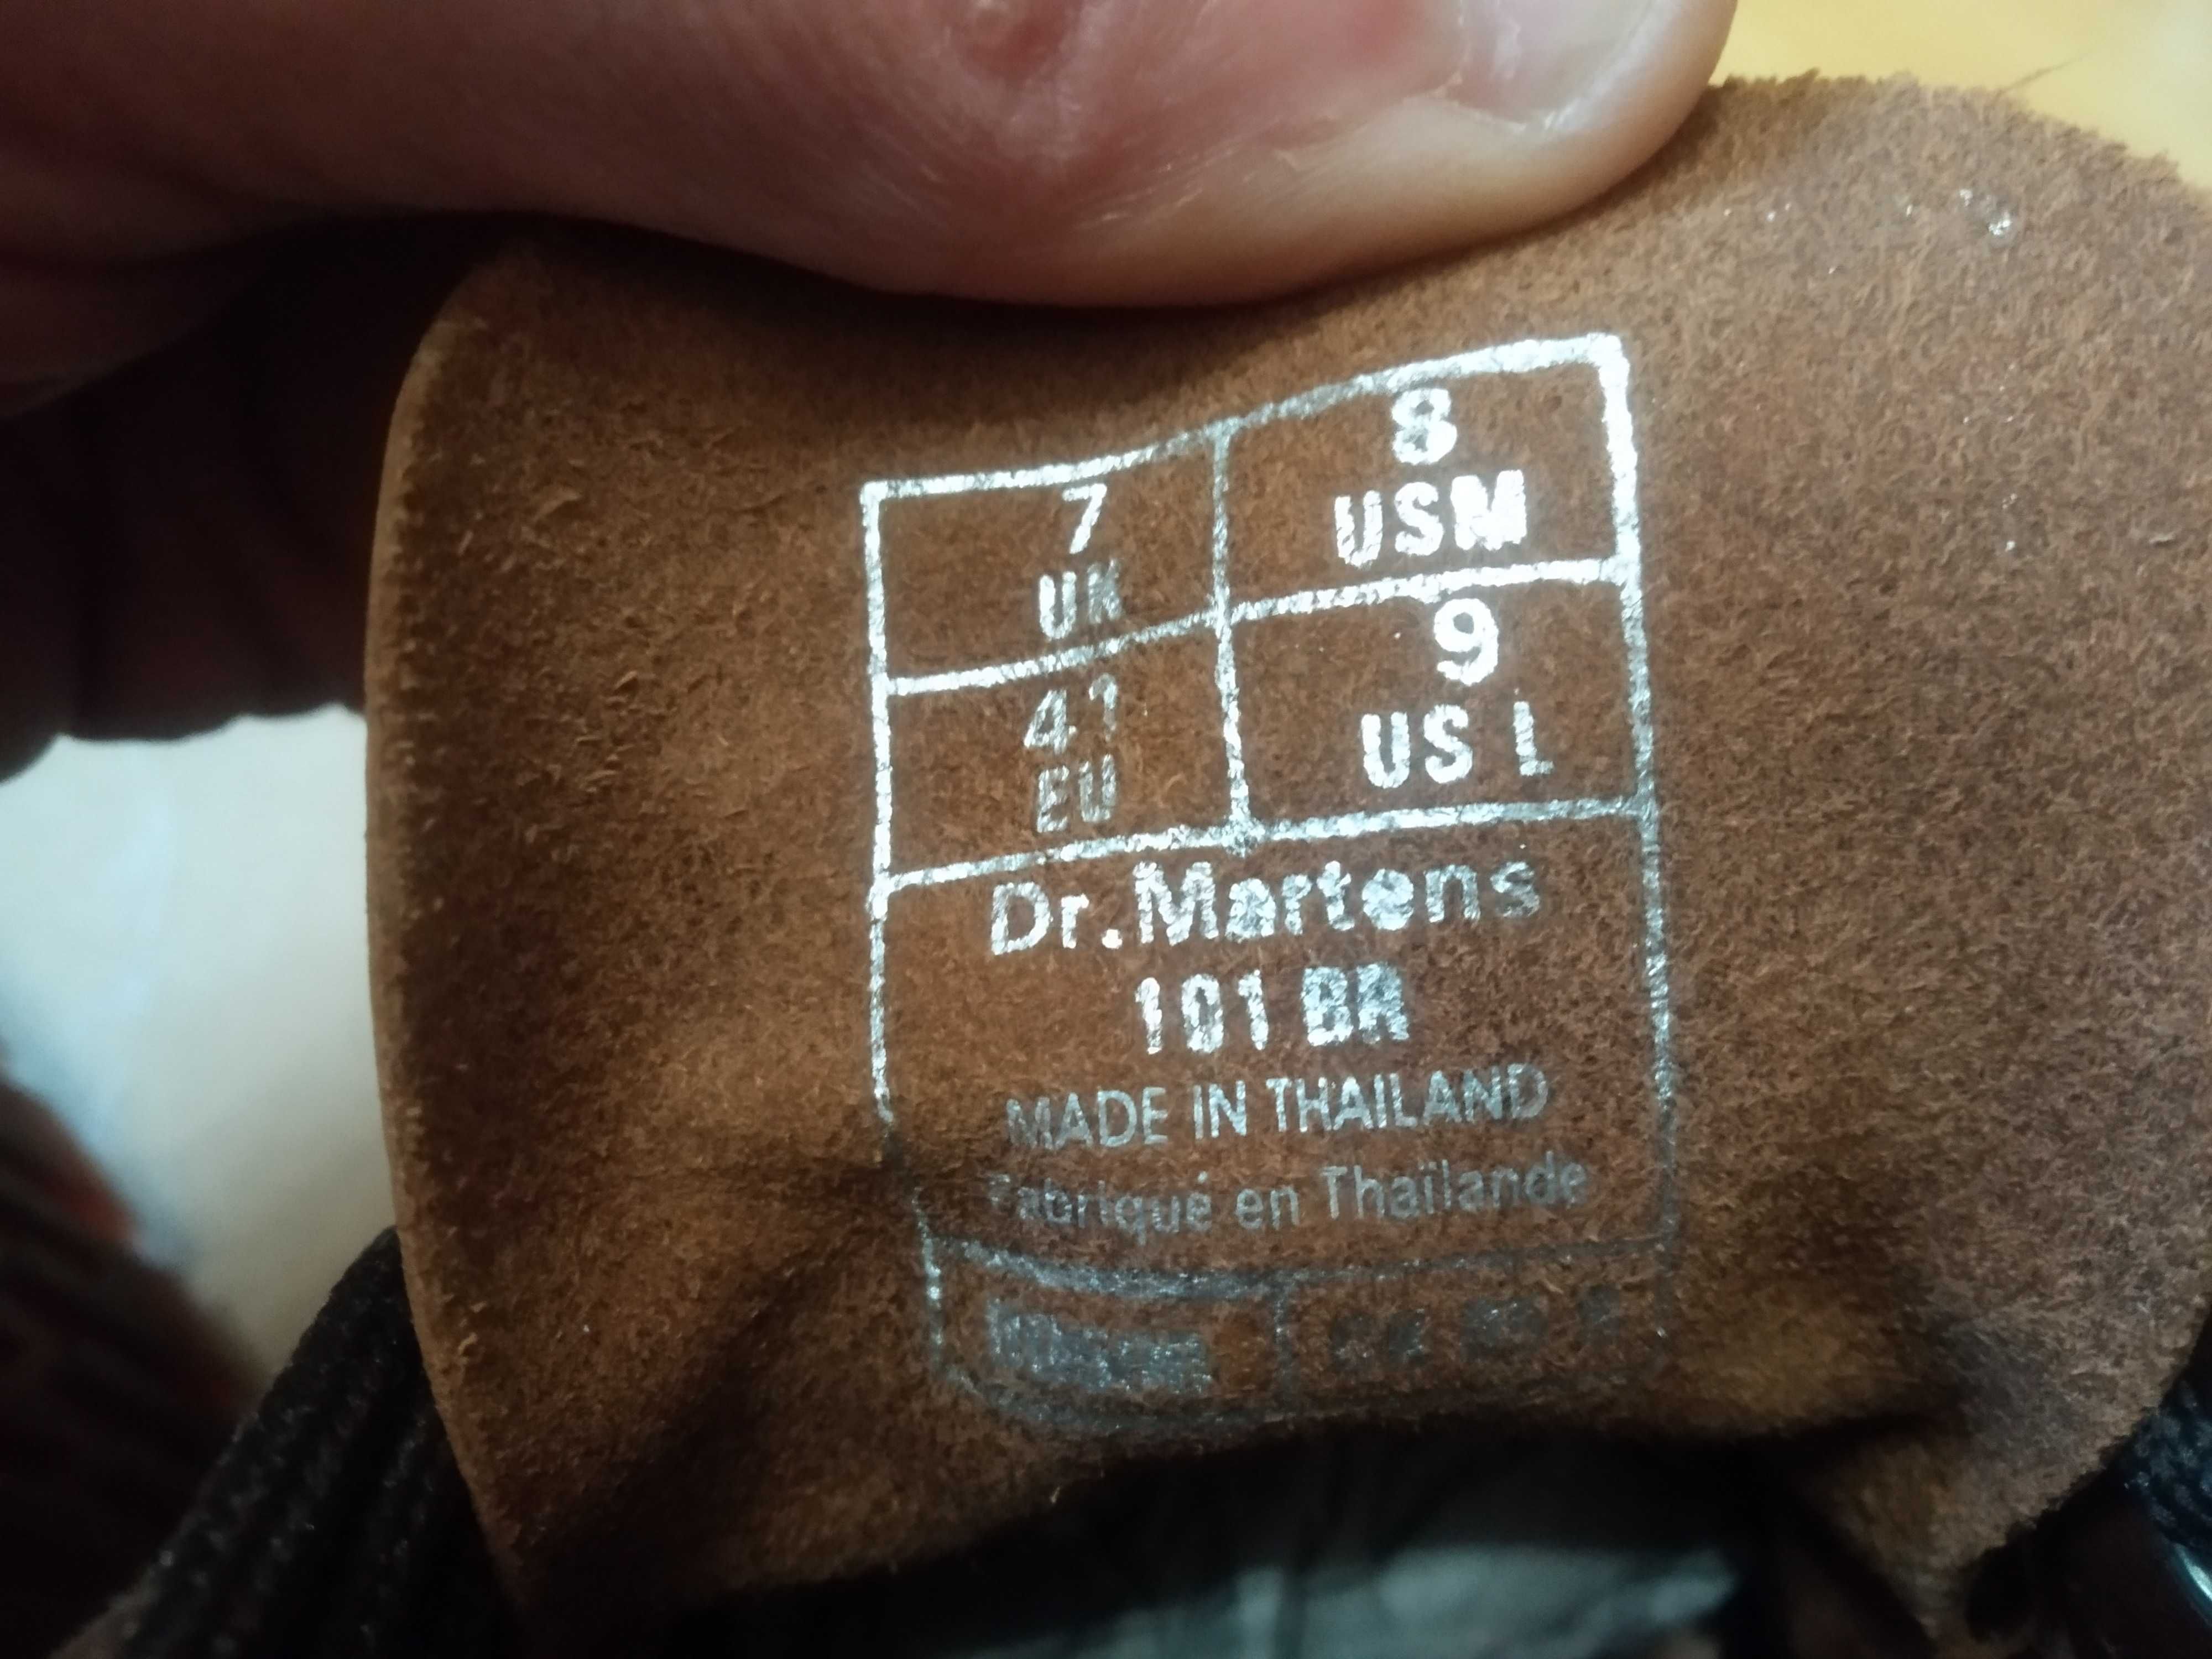 7 8
UK USM
41 9
EU US L
Dr.Martens
101 BR
MADE IN THAILAND
Fabriqué en Thaïlande